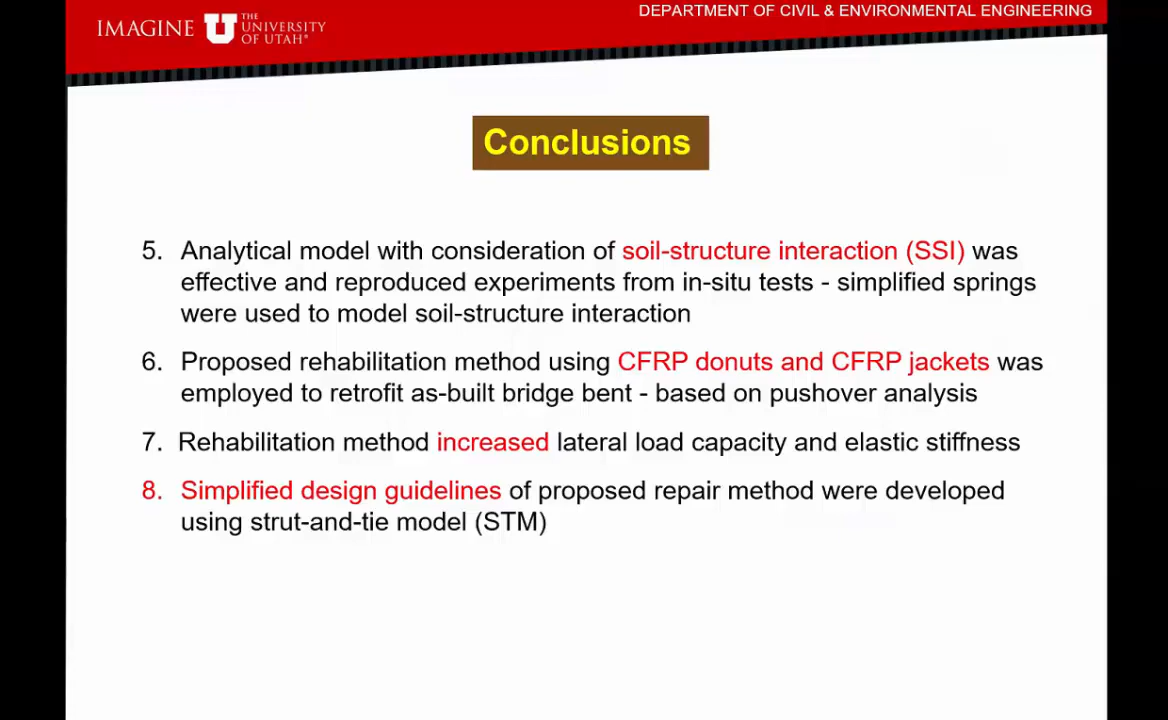 DEPARTMENT OF CIVIL & ENVIRONMENTAL ENGINEERING
IMAGINE U THE
UNIVERSITY
OF UTAH®
Conclusions
5. Analytical model with consideration of soil-structure interaction (SSI) was
effective and reproduced experiments from in-situ tests - simplified springs
were used to model soil-structure interaction
6. Proposed rehabilitation method using CFRP donuts and CFRP jackets was
employed to retrofit as-built bridge bent - based on pushover analysis
7. Rehabilitation method increased lateral load capacity and elastic stiffness
8. Simplified design guidelines of proposed repair method were developed
using strut-and-tie model (STM)